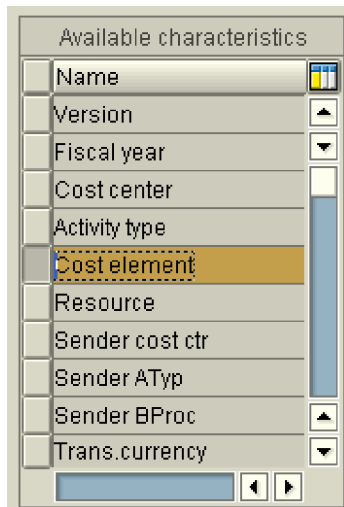 Available characteristics
Name
Version
Fiscal year
Cost center
Activity type
Cost element
Resource
Sender cost ctr
Sender ATyp
Sender BProc
Trans.currency